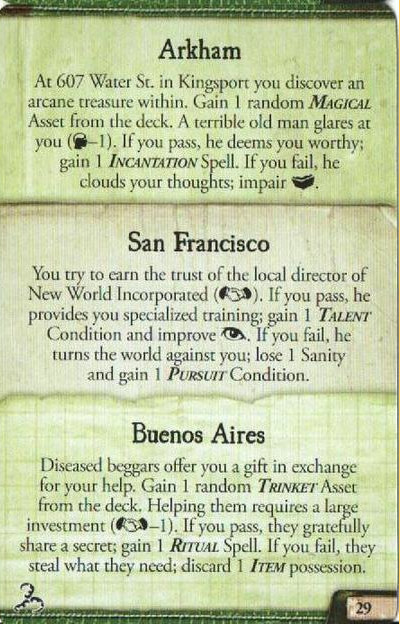 Arkham
At 607 Water St. in Kingsport you discover an
arcane treasure within. Gain 1 random MAGICAL
Asset from the deck. A terrible old man glares at
you (–1). If you pass, he deems you worthy;
gain 1 INCANTATION Spell. If you fail, he
clouds your thoughts; impair .
San Francisco
You try to earn the trust of the local director of
New World Incorporated (). If you pass, he
provides you specialized training; gain 1 TALENT
Condition and improve . If you fail, he
turns the world against you; lose 1 Sanity
and gain 1 PURSUIT Condition.
Buenos Aires
Diseased beggars offer you a gift in exchange
for your help. Gain 1 random TRINKET Asset
from the deck. Helping them requires a large
investment (–1). If you pass, they gratefully
share a secret; gain 1 RITUAL Spell. If you fail, they
steal what they need; discard 1 ITEM possession.
29